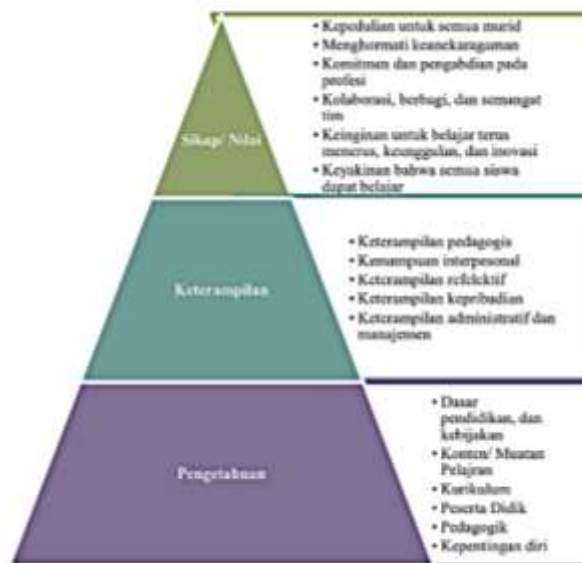 • Kepedulian untuk semua murid
• Menghormati keanekaragaman
• Komitmen dan pengabdian pada
profesi
• Kolaborasi, berbagi, dan semangat
tim
• Keinginan untuk belajar terus
menerus, keunggulan, dan inovasi
• Keyakinan bahwa semua siswa
dapat belajar
Sikap/ Nilai
• Keterampilan pedagogis
• Kemampuan interpesonal
• Keterampilan refelektif
• Keterampilan kepribadian
• Keterampilan administratif dan
manajemen
Keterampilan
• Dasar
pendidikan, dan
kebijakan
• Konten/ Muatan
Pelajran
• Kurikulum
• Peserta Didik
• Pedagogik
• Kepentingan diri
Pengetahuan